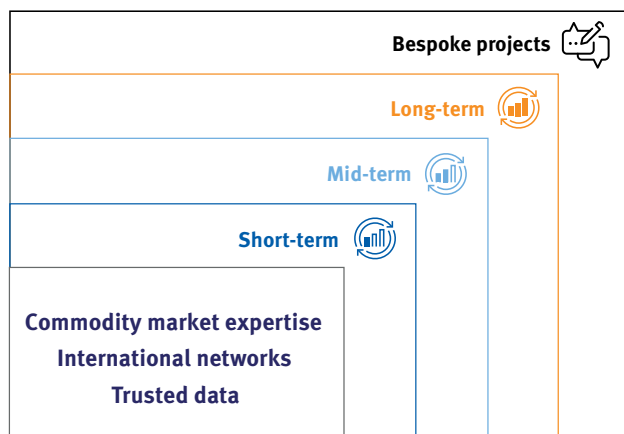 Bespoke projects
Long-term
Mid-term
Short-term
Commodity market expertise
International networks
Trusted data